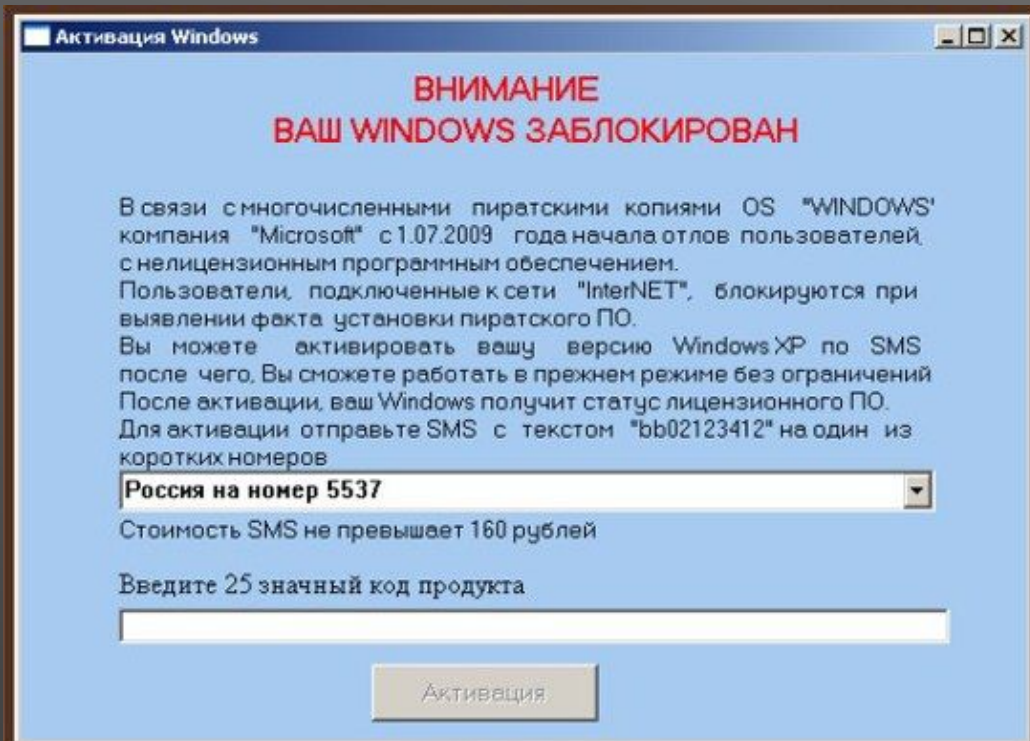 Активация Windows
ВНИМАНИЕ
ВАШ WINDOWS ЗАБЛОКИРОВАН
В связи с многочисленными пиратскими копиями OS "WINDOWS'
компания "Microsoft" с 1.07.2009 года начала отлов пользователей,
с нелицензионным программным обеспечением.
Пользователи, подключенные к сети "InterNET", блокируются при
выявлении факта установки пиратского ПО.
Вы можете активировать вашу версию Windows XP по SMS
после чего, Вы сможете работать в прежнем режиме без ограничений
После активации, ваш Windows получит статус лицензионного ПО.
Для активации отправьте SMS с текстом "bb02123412" на один из
коротких номеров
Россия на номер 5537
Стоимость SMS не превышает 160 рублей
Введите 25 значный код продукта
Активация